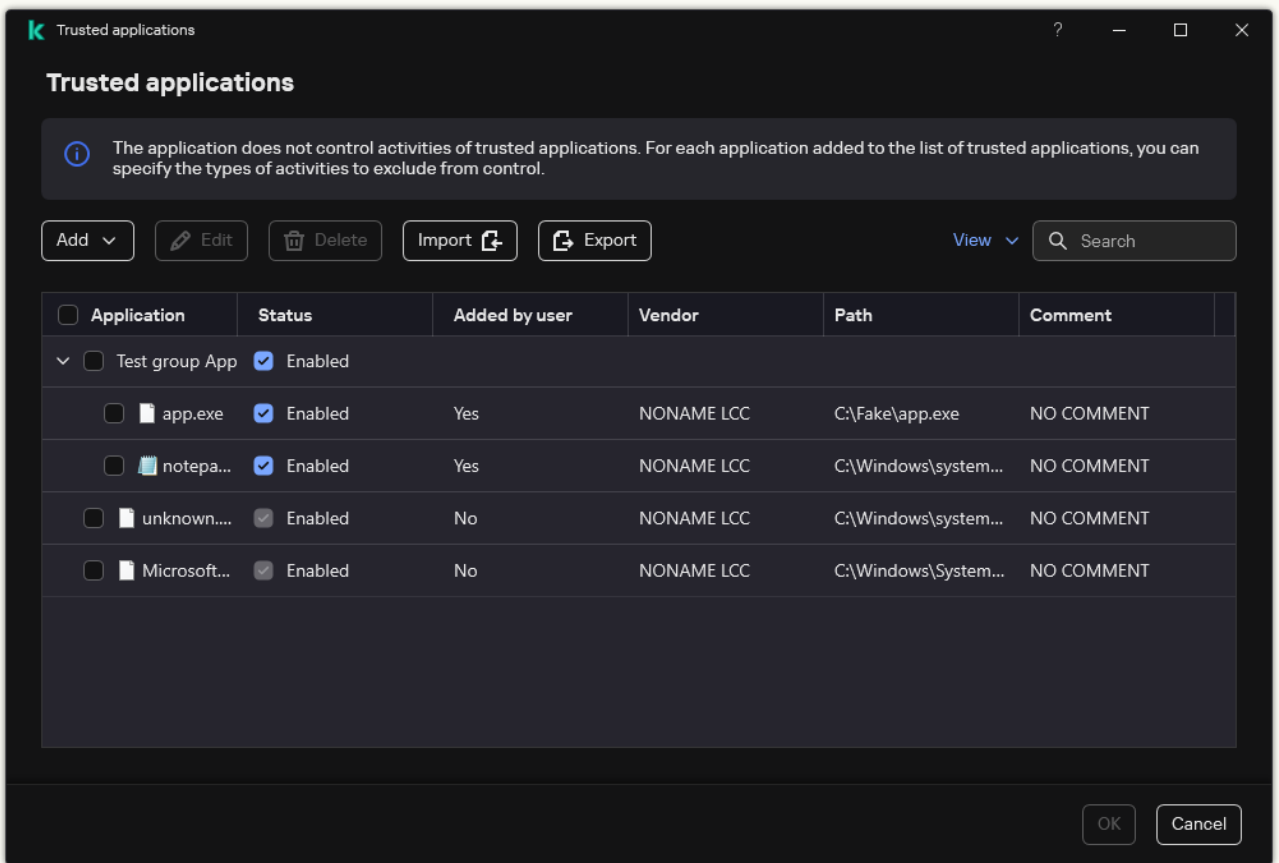 Trusted applications
?
Trusted applications
The application does not control activities of trusted applications. For each application added to the list of trusted applications, you can
specify the types of activities to exclude from control.
Add Edit Delete Import Export View Search
Application Status Added by user Vendor Path Comment
Test group App Enabled
app.exe Enabled Yes NONAME LCC C:\Fake\app.exe NO COMMENT
notepa... Enabled Yes NONAME LCC C:\Windows\system... NO COMMENT
unknown.... Enabled No NONAME LCC C:\Windows\system... NO COMMENT
Microsoft... Enabled No NONAME LCC C:\Windows\System... NO COMMENT
OK Cancel